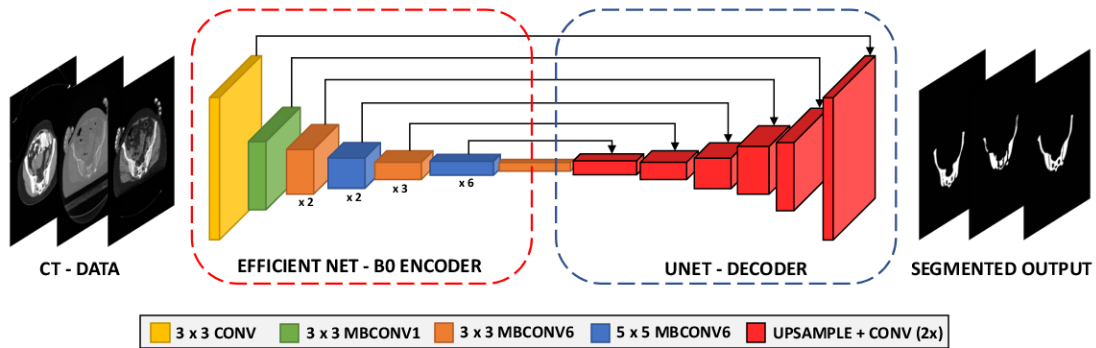 x 2
x 2
x 3
x 6
CT - DATA
EFFICIENT NET - B0 ENCODER
UNET - DECODER
SEGMENTED OUTPUT
3 x 3 CONV
3 x 3 MBCONV1
3 x 3 MBCONV6
5 x 5 MBCONV6
UPSAMPLE + CONV (2x)